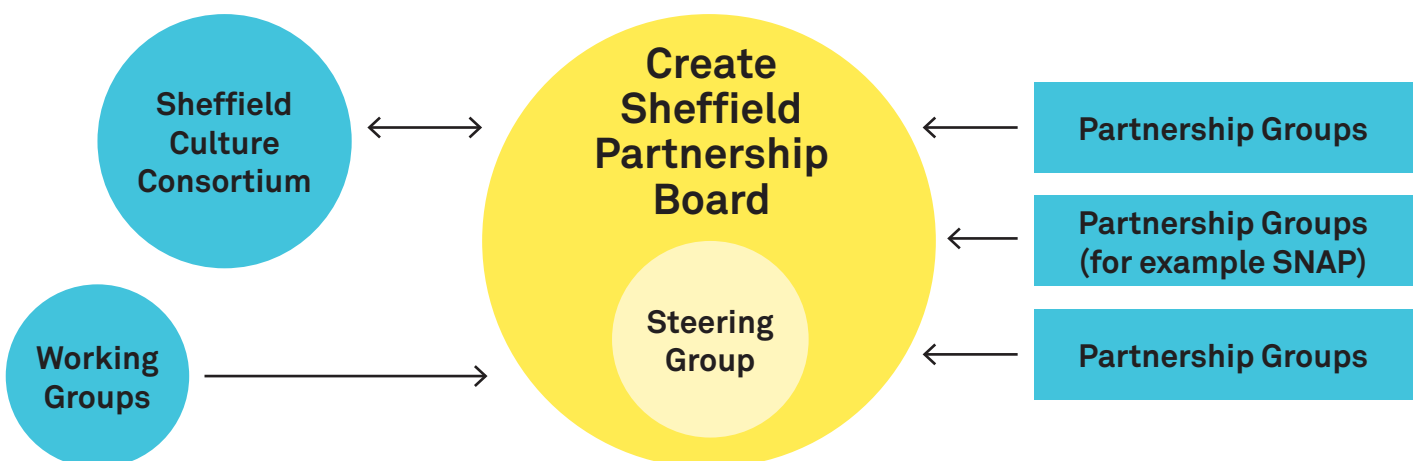 Sheffield
Culture
Consortium
Working
Groups
Create
Sheffield
Partnership
Board
Steering
Group
Partnership Groups
Partnership Groups
(for example SNAP)
Partnership Groups